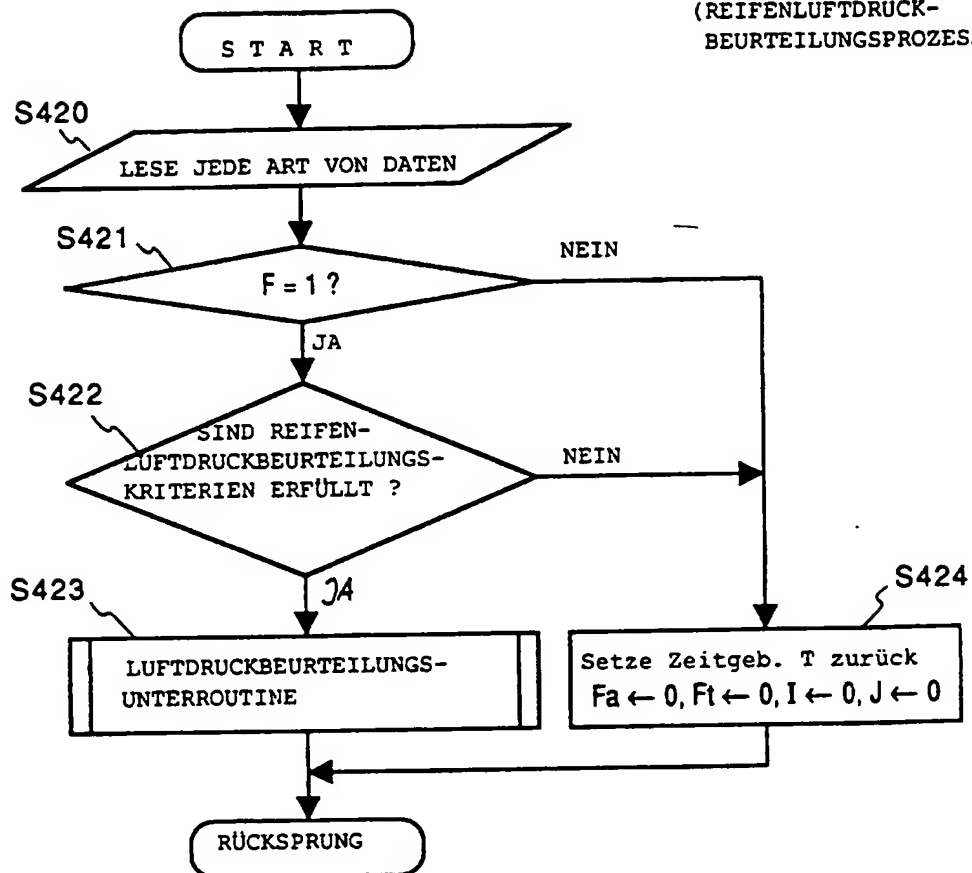 (REIFENLUFTDRUCK-
BEURTEILUNGSPROZES
START
S420
LESE JEDE ART VON DATEN
S421
F = 1 ?
NEIN
JA
S422
SIND REIFEN-
LUFTDRUCKBEURTEILUNGS-
KRITERIEN ERFÜLLT ?
NEIN
JA
S423
LUFTDRUCKBEURTEILUNGS-
UNTERROUTINE
S424
Setze Zeitgeb. T zurück
Fa ← 0, Ft ← 0, I ← 0, J ← 0
RÜCKSPRUNG